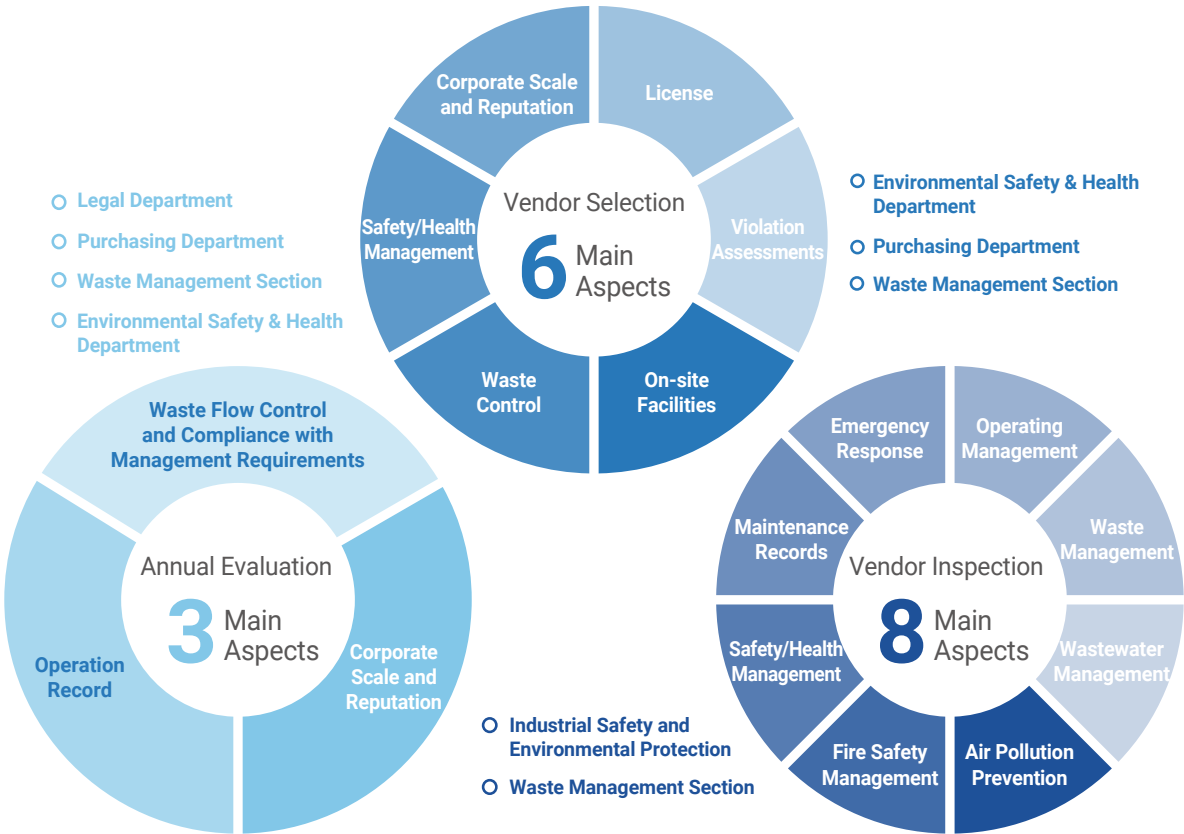 Corporate Scale
and Reputation
License
Safety/Health
Management
Violation
Assessments
Waste
Control
On-site
Facilities
Vendor Selection
6
Main
Aspects
Legal Department
Purchasing Department
Waste Management Section
Environmental Safety & Health
Department
Environmental Safety & Health
Department
Purchasing Department
Waste Management Section
Waste Flow Control
and Compliance with
Management Requirements
Operation
Record
Corporate
Scale and
Reputation
Annual Evaluation
3
Main
Aspects
Industrial Safety and
Environmental Protection
Waste Management Section
Emergency
Response
Operating
Management
Maintenance
Records
Waste
Management
Safety/Health
Management
Wastewater
Management
Fire Safety
Management
Air Pollution
Prevention
Vendor Inspection
8
Main
Aspects